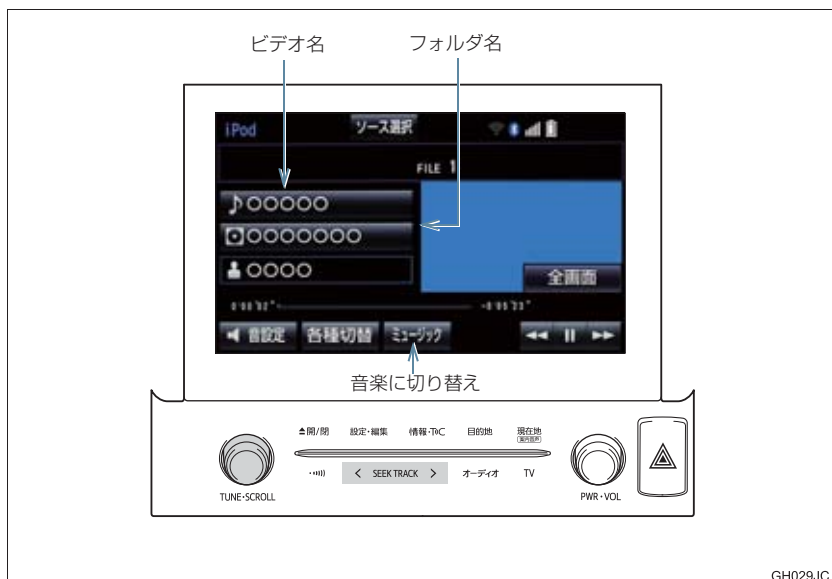 ビデオ名 フォルダ名
iPod ソース選択
FILE 1
○○○○○
○○○○○○○
○○○○
全画面
音設定 各種切替 ミュージック
音楽に切り替え
開/閉 設定・編集 情報・T@C 目的地 現在地
SEEK TRACK オーディオ TV
TUNE・SCROLL PWR・VOL
GH029JC